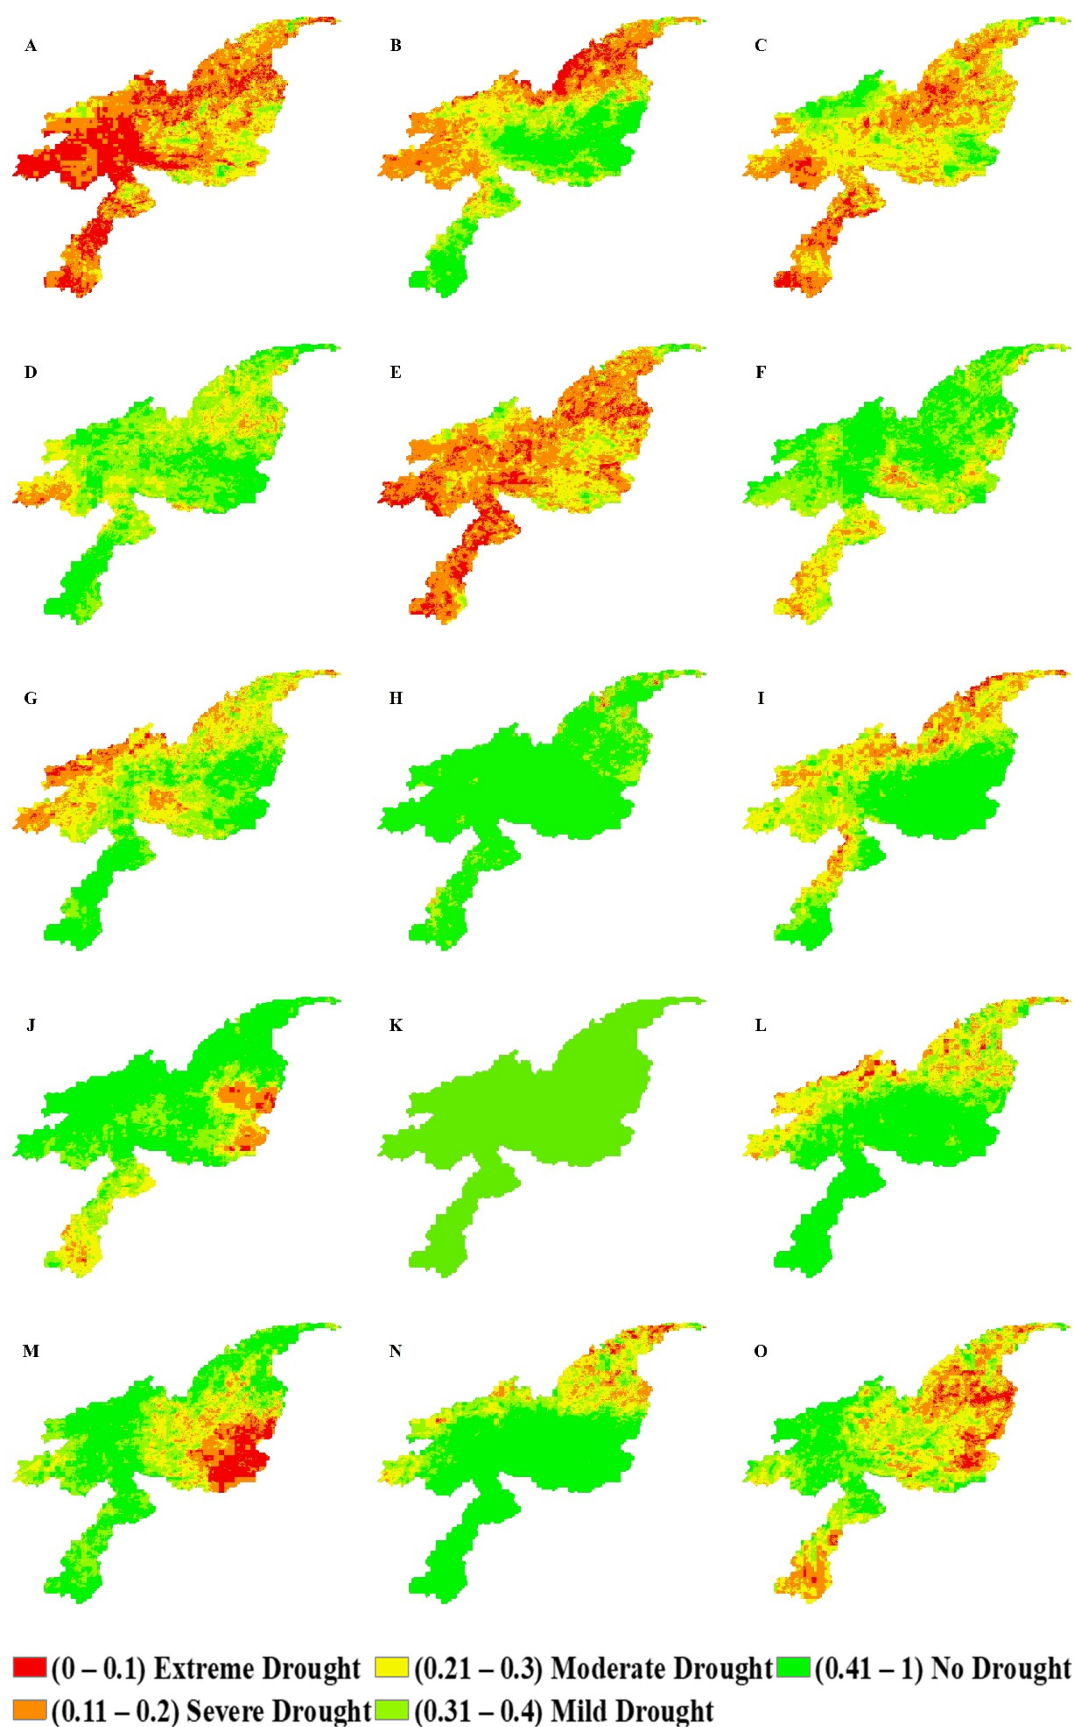 A
B
C
D
E
F
G
H
I
J
K
L
M
N
O
(0 – 0.1) Extreme Drought (0.21 – 0.3) Moderate Drought (0.41 – 1) No Drought
(0.11 – 0.2) Severe Drought (0.31 – 0.4) Mild Drought